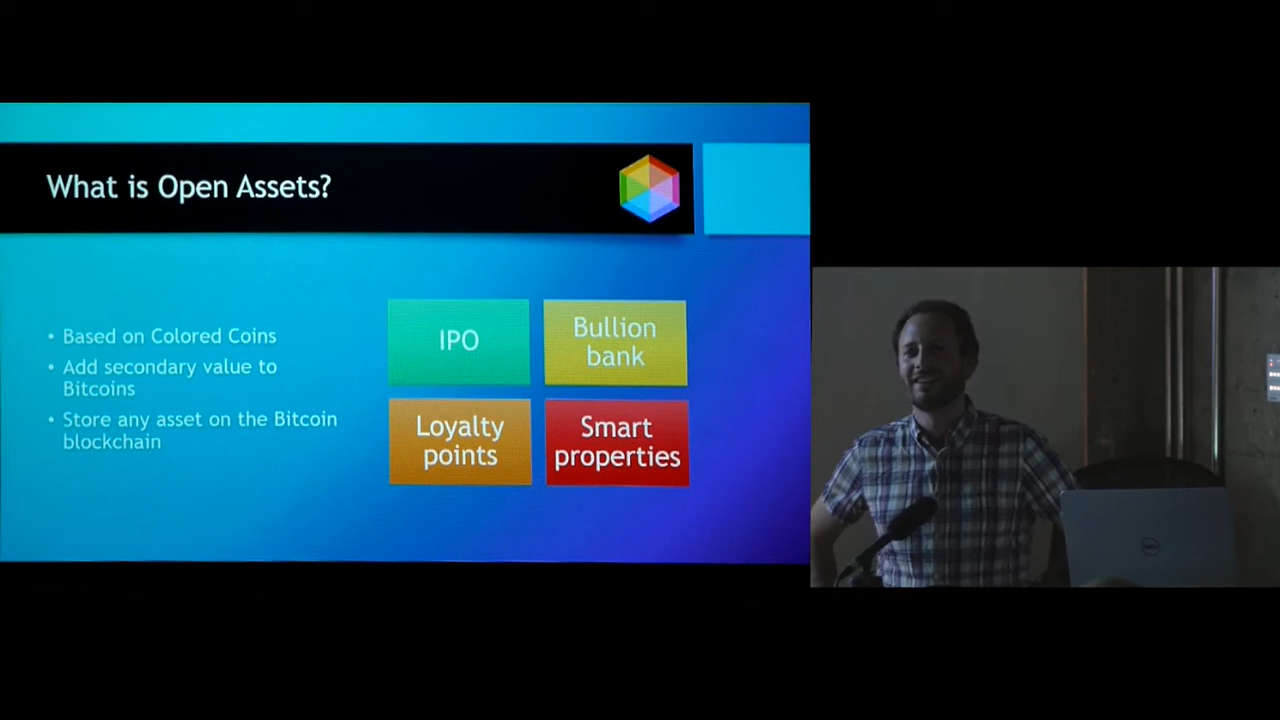 What is Open Assets?
• Based on Colored Coins
• Add secondary value to
Bitcoins
• Store any asset on the Bitcoin
blockchain
IPO
Bullion
bank
Loyalty
points
Smart
properties
DELL